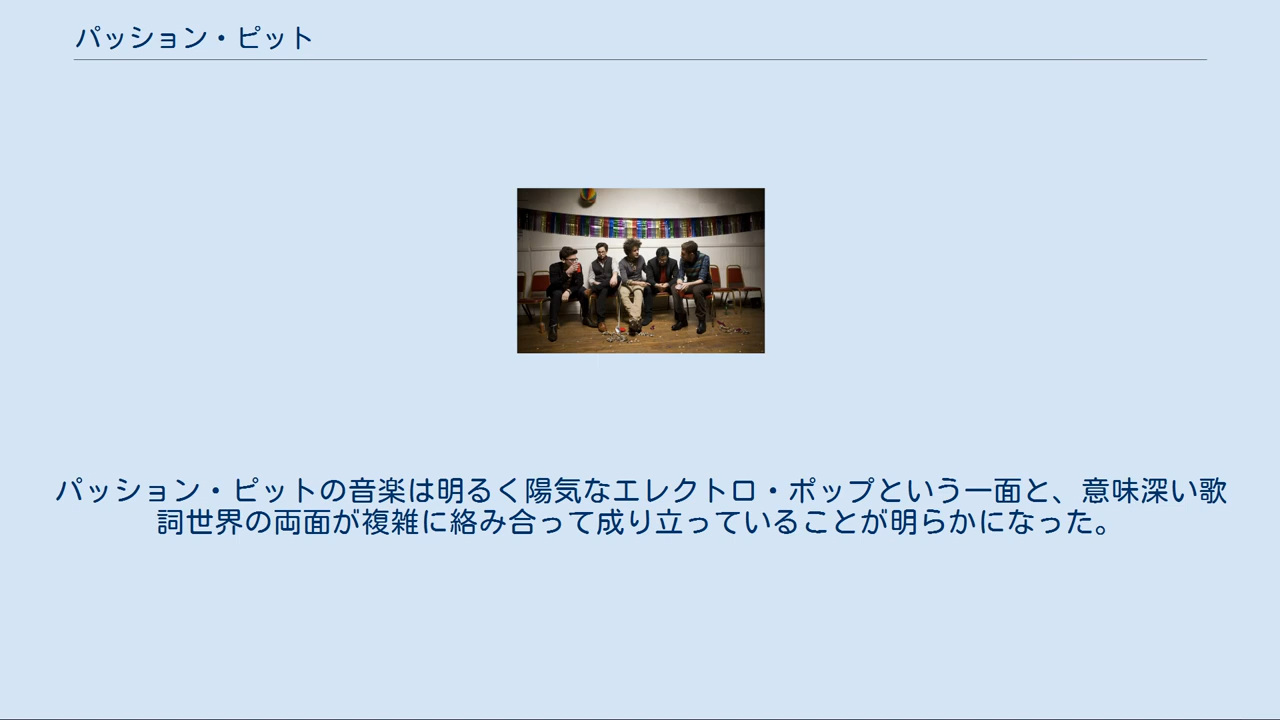 パッション・ピット
パッション・ピットの音楽は明るく陽気なエレクトロ・ポップという一面と、意味深い歌
詞世界の両面が複雑に絡み合って成り立っていることが明らかになった。